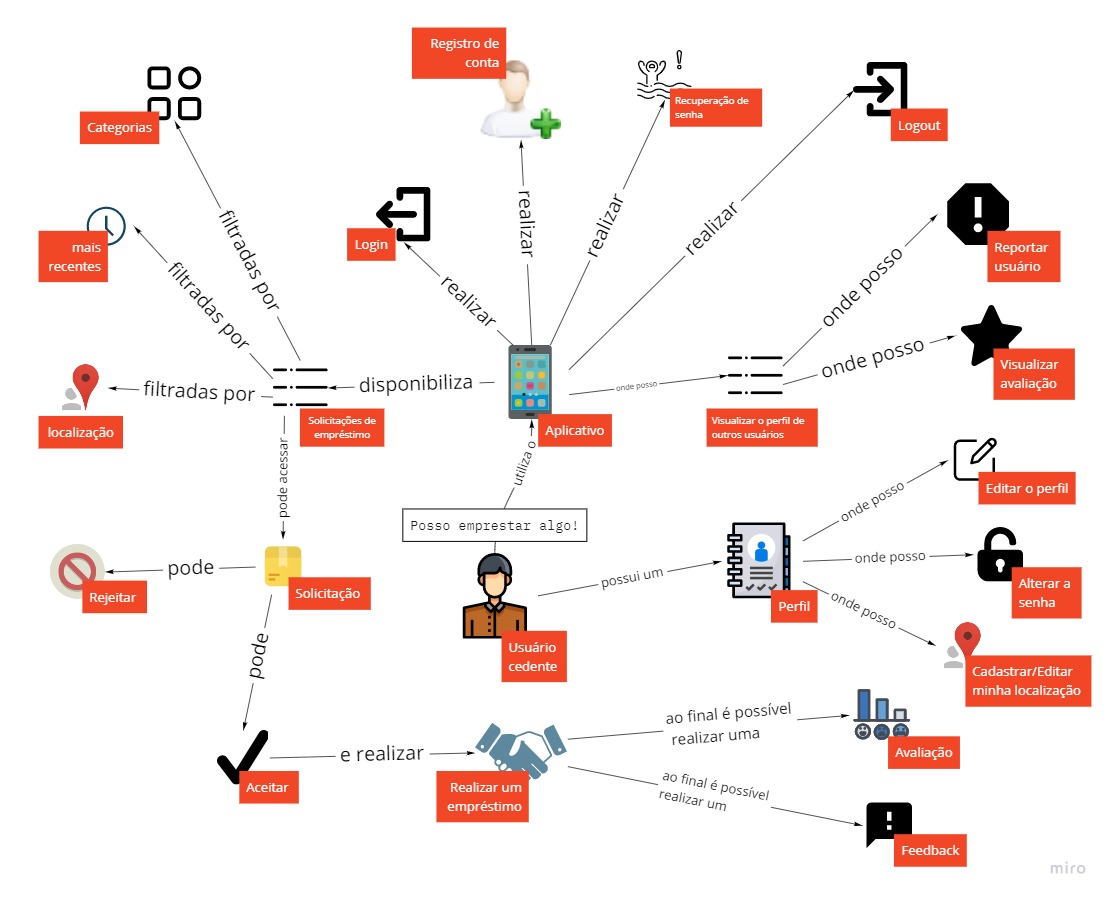 Registro de
conta
Recuperação de
senha
Categorias
Logout
filtradas por
realizar
realizar
realizar
mais
recentes
Login
Reportar
usuário
filtradas por
realizar
onde posso
onde posso
Visualizar
avaliação
filtradas por
disponibiliza
onde posso
localização
Solicitações de
empréstimo
Aplicativo
Visualizar o perfil de
outros usuários
pode acessar
utiliza o
Editar o perfil
onde posso
Posso emprestar algo!
onde posso
pode
Rejeitar
Solicitação
possui um
Perfil
Alterar a
senha
onde posso
Usuário
cedente
pode
Cadastrar/Editar
minha localização
ao final é possível
realizar uma
Avaliação
e realizar
Aceitar
Realizar um
empréstimo
ao final é possível
realizar um
Feedback
miro